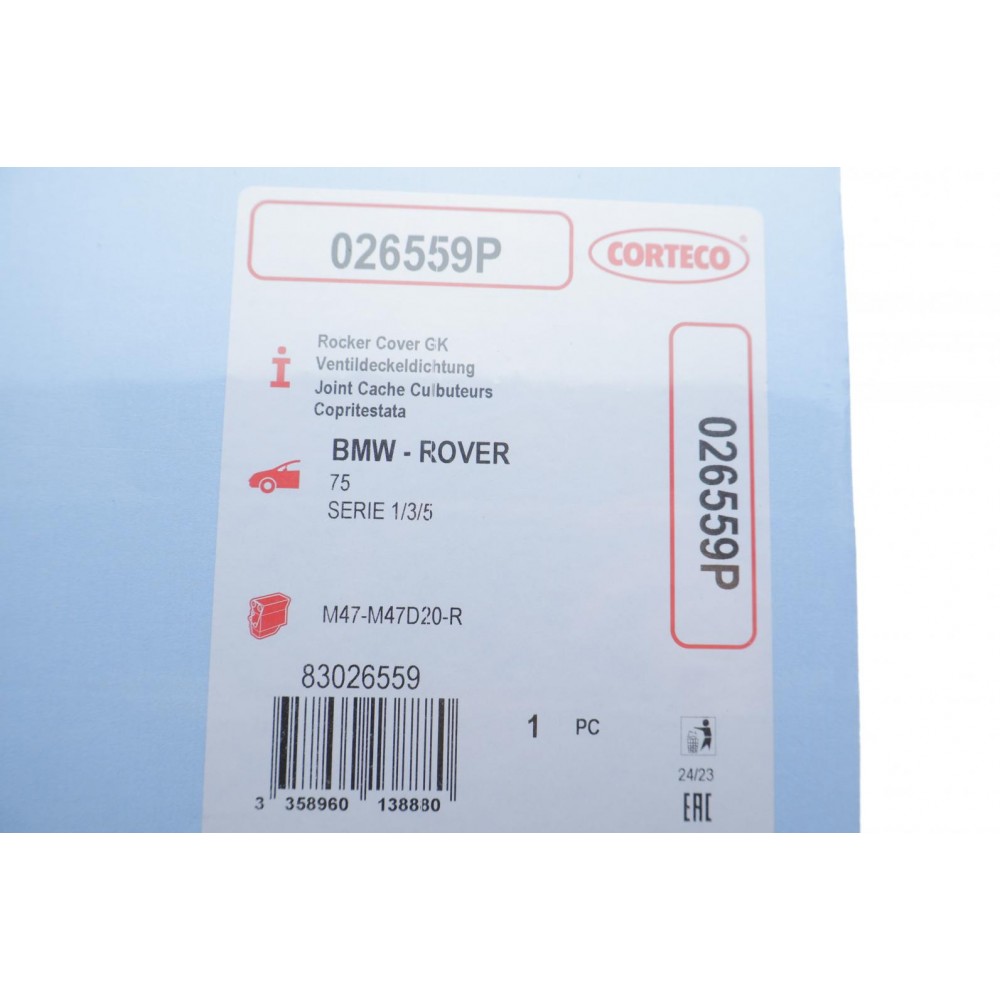 026559P
CORTECO®
i
Rocker Cover GK
Ventildeckeldichtung
Joint Cache Culbuteurs
Copritestata
BMW - ROVER
75
SERIE 1/3/5
026559P
M47-M47D20-R
83026559
1 PC
3 358960 138880
24/23
EAC